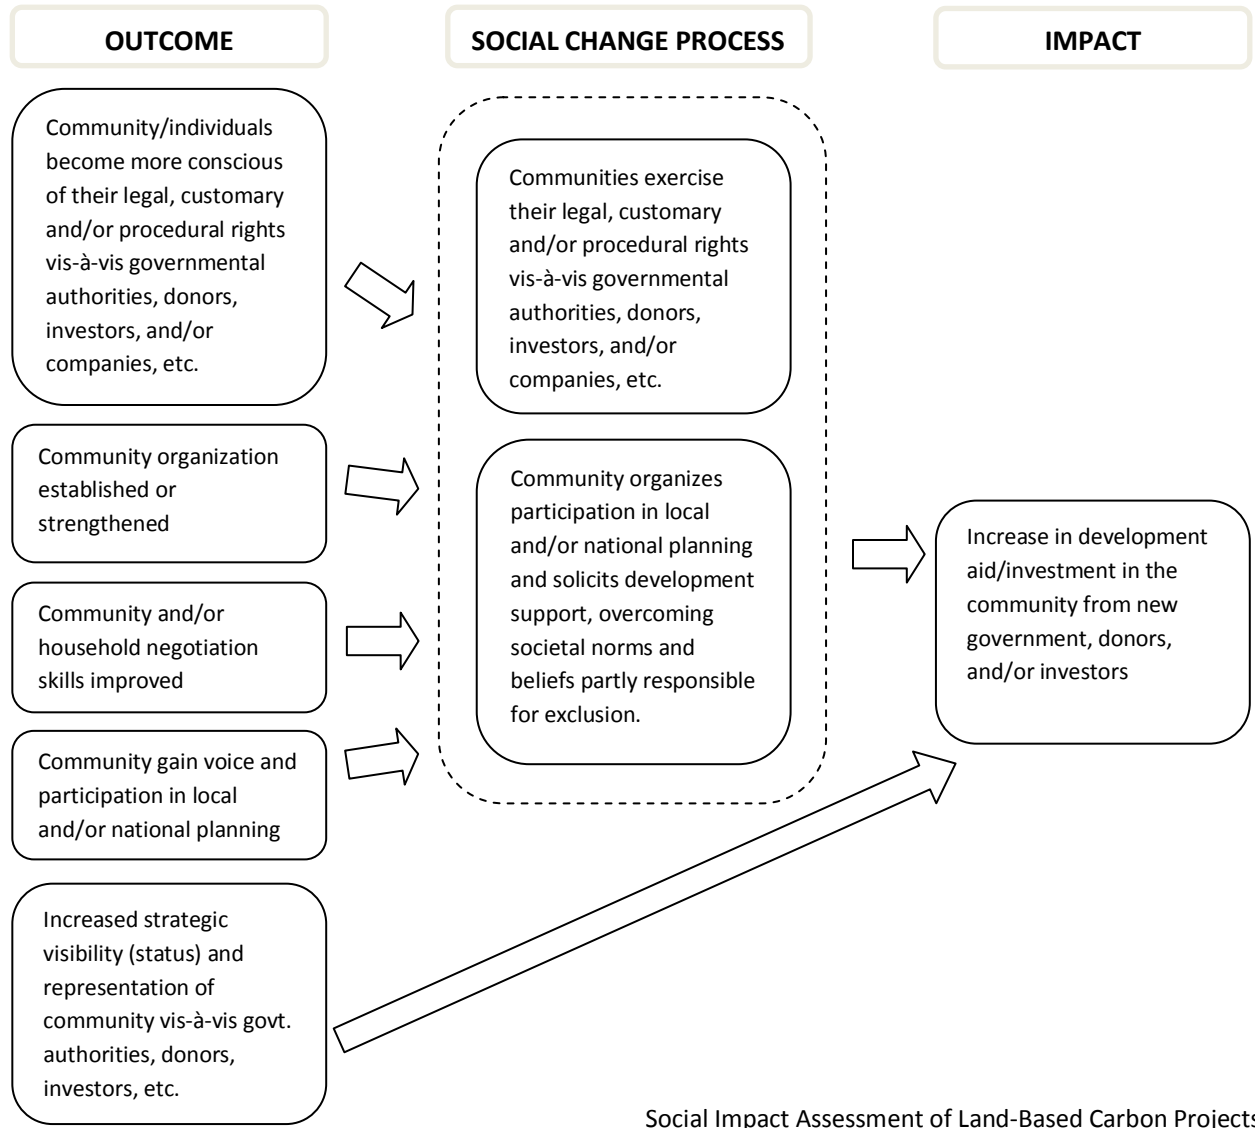 OUTCOME
SOCIAL CHANGE PROCESS
IMPACT
Community/individuals
become more conscious
of their legal, customary
and/or procedural rights
vis-à-vis governmental
authorities, donors,
investors, and/or
companies, etc.
Community organization
established or
strengthened
Community and/or
household negotiation
skills improved
Community gain voice and
participation in local
and/or national planning
Increased strategic
visibility (status) and
representation of
community vis-à-vis govt.
authorities, donors,
investors, etc.
Communities exercise
their legal, customary
and/or procedural rights
vis-à-vis governmental
authorities, donors,
investors, and/or
companies, etc.
Community organizes
participation in local
and/or national planning
and solicits development
support, overcoming
societal norms and
beliefs partly responsible
for exclusion.
Increase in development
aid/investment in the
community from new
government, donors,
and/or investors
Social Impact Assessment of Land-Based Carbon Projects